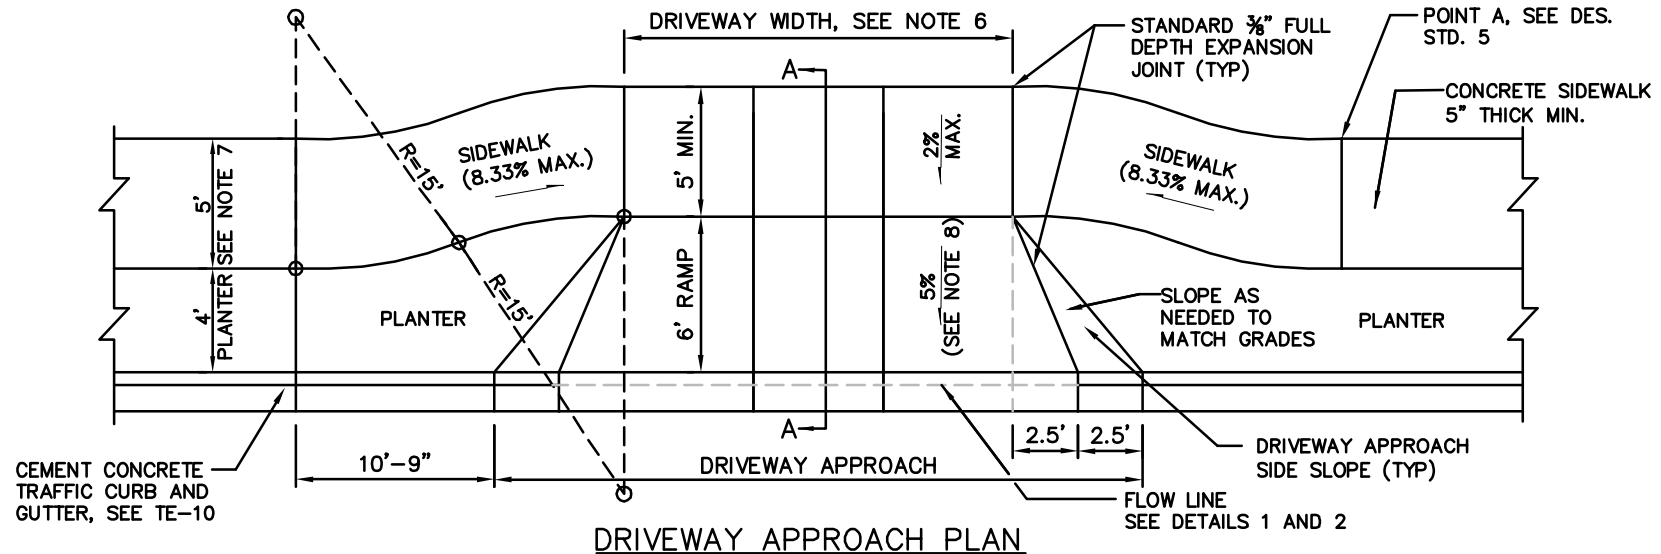 DRIVEWAY WIDTH, SEE NOTE 6
STANDARD ⅜" FULL
DEPTH EXPANSION
JOINT (TYP)
POINT A, SEE DES.
STD. 5
CONCRETE SIDEWALK
5" THICK MIN.
A
R=15'
SIDEWALK
(8.33% MAX.)
5' MIN.
2%
MAX.
SIDEWALK
(8.33% MAX.)
5'
SEE NOTE 7
4'
PLANTER
PLANTER
R=15'
6' RAMP
5%
(SEE NOTE 8)
SLOPE AS
NEEDED TO
MATCH GRADES
PLANTER
A
2.5'
2.5'
CEMENT CONCRETE
TRAFFIC CURB AND
GUTTER, SEE TE-10
10'-9"
DRIVEWAY APPROACH
DRIVEWAY APPROACH
SIDE SLOPE (TYP)
FLOW LINE
SEE DETAILS 1 AND 2
DRIVEWAY APPROACH PLAN